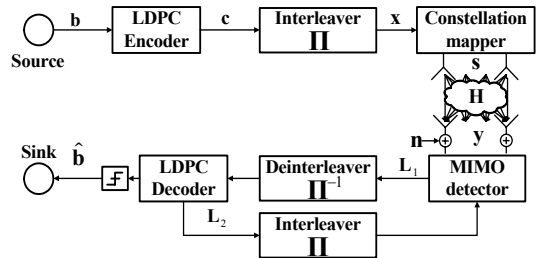 b
LDPC
Encoder
c
Interleaver
Π
x
Constellation
mapper
Source
s
H
n
y
Sink
b̂
LDPC
Decoder
Deinterleaver
Π⁻¹
L₁
MIMO
detector
L₂
Interleaver
Π